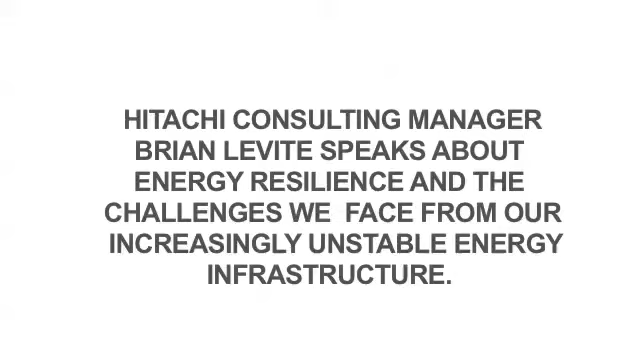 HITACHI CONSULTING MANAGER
BRIAN LEVITE SPEAKS ABOUT
ENERGY RESILIENCE AND THE
CHALLENGES WE  FACE FROM OUR
INCREASINGLY UNSTABLE ENERGY
INFRASTRUCTURE.